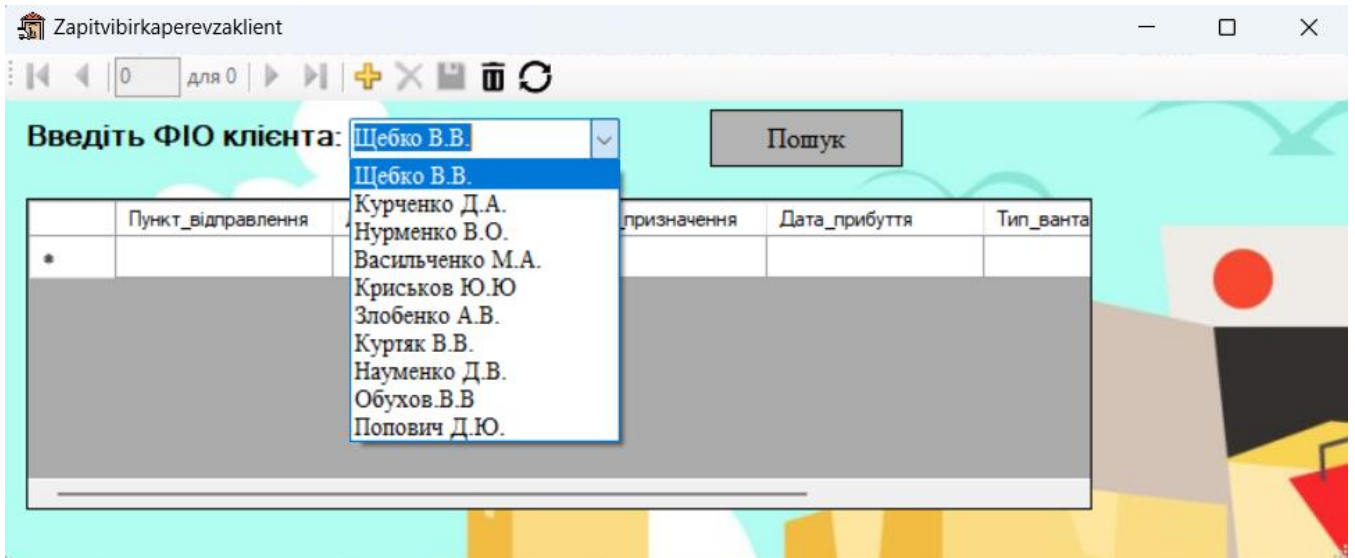 Zapitvibirkaperevzaklient
0 для 0
Введіть ФІО клієнта: Щебко В.В. Пошук
Щебко В.В.
Курченко Д.А.
Нурменко В.О.
Васильченко М.А.
Криськов Ю.Ю
Злобенко А.В.
Куртяк В.В.
Науменко Д.В.
Обухов.В.В
Попович Д.Ю.
Пункт_відправлення _призначення Дата_прибуття Тип_ванта